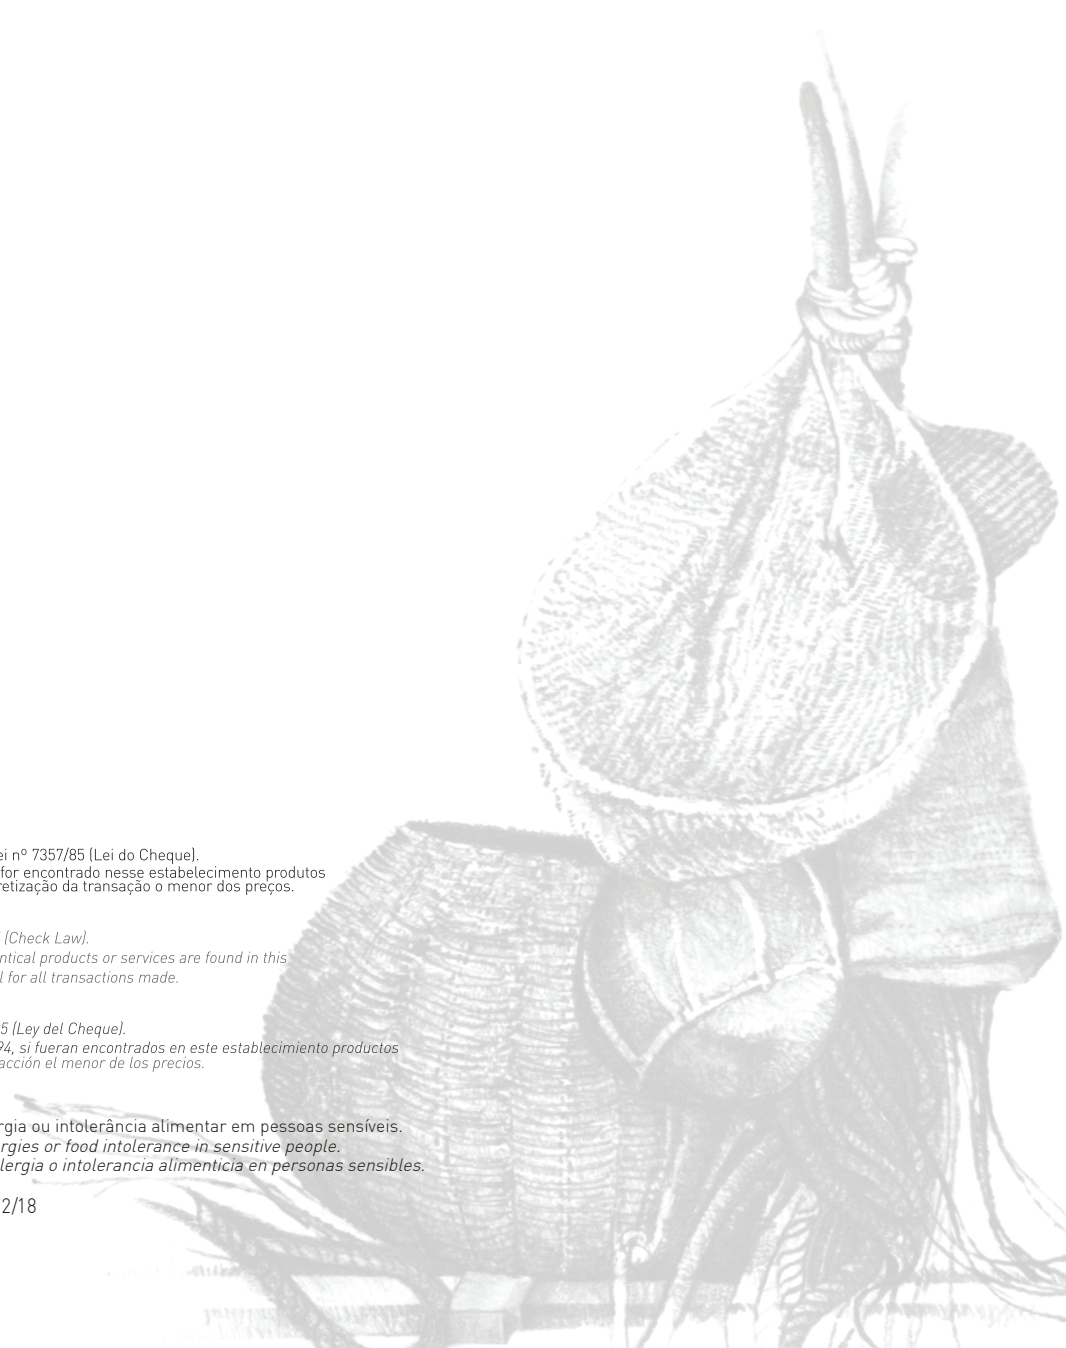 ei nº 7357/85 (Lei do Cheque).
for encontrado nesse estabelecimento produtos
retização da transação o menor dos preços.
(Check Law).
ntical products or services are found in this
l for all transactions made.
5 (Ley del Cheque).
94, si fueran encontrados en este establecimiento productos
acción el menor de los precios.
rgia ou intolerância alimentar em pessoas sensíveis.
rgies or food intolerance in sensitive people.
lergia o intolerancia alimenticia en personas sensibles.
2/18